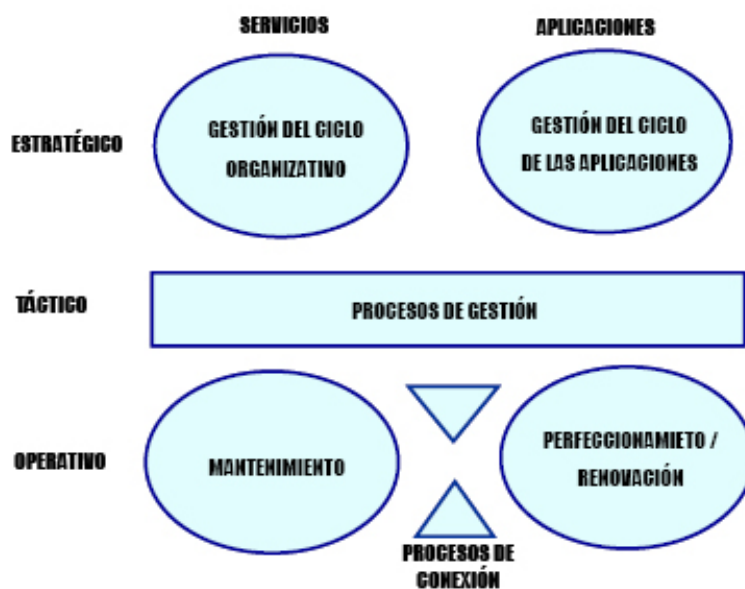 SERVICIOS
APLICACIONES
ESTRATÉGICO
GESTIÓN DEL CICLO
ORGANIZATIVO
GESTIÓN DEL CICLO
DE LAS APLICACIONES
TÁCTICO
PROCESOS DE GESTIÓN
OPERATIVO
MANTENIMIENTO
PERFECCIONAMIETO /
RENOVACIÓN
PROCESOS DE
CONEXIÓN